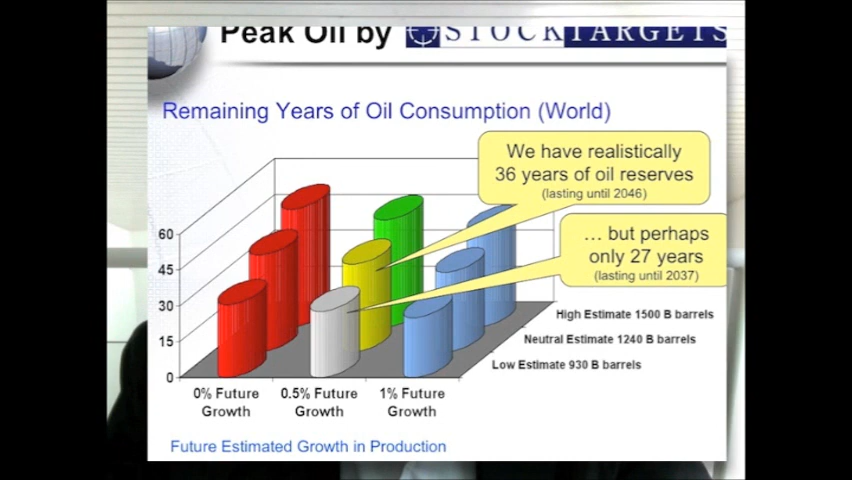 Peak Oil by STOCKTARGETS
Remaining Years of Oil Consumption (World)
We have realistically
36 years of oil reserves
(lasting until 2046)
… but perhaps
only 27 years
(lasting until 2037)
60
45
30
15
0
High Estimate 1500 B barrels
Neutral Estimate 1240 B barrels
Low Estimate 930 B barrels
0% Future
Growth
0.5% Future
Growth
1% Future
Growth
Future Estimated Growth in Production